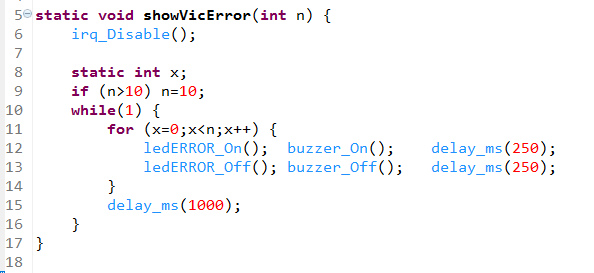 5 static void showVicError(int n) {
6     irq_Disable();
7
8     static int x;
9     if (n>10) n=10;
10     while(1) {
11         for (x=0;x<n;x++) {
12             ledERROR_On();  buzzer_On();    delay_ms(250);
13             ledERROR_Off(); buzzer_Off();   delay_ms(250);
14         }
15         delay_ms(1000);
16     }
17 }
18